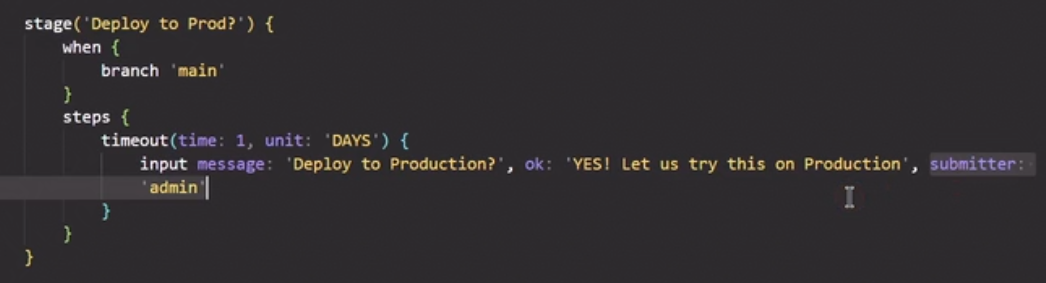 stage('Deploy to Prod?') {
when {
branch 'main'
}
steps {
timeout(time: 1, unit: 'DAYS') {
input message: 'Deploy to Production?', ok: 'YES! Let us try this on Production', submitter:
'admin'
}
}
}